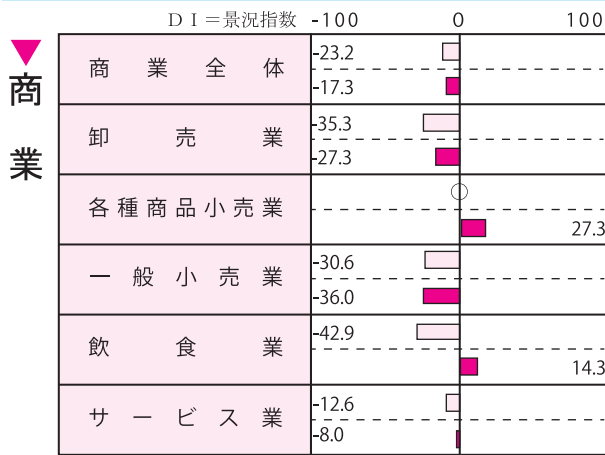 ＤＩ＝景況指数 -100 0 100
▼商業
商業全体 -23.2
-17.3
卸売業 -35.3
-27.3
各種商品小売業
27.3
一般小売業 -30.6
-36.0
飲食業 -42.9
14.3
サービス業 -12.6
-8.0